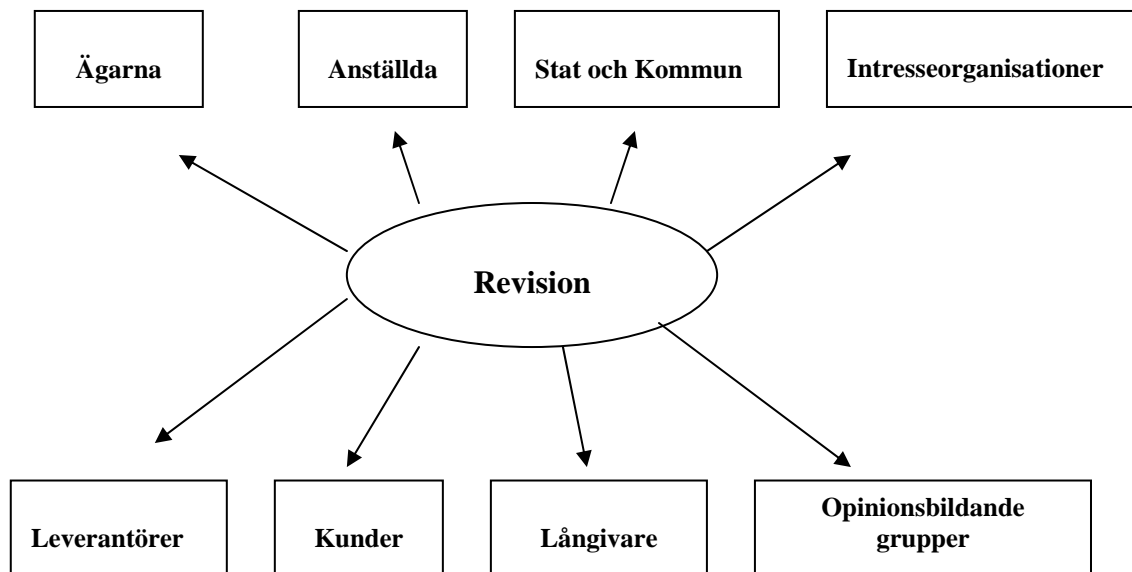 Ägarna
Anställda
Stat och Kommun
Intresseorganisationer
Revision
Leverantörer
Kunder
Långivare
Opinionsbildande
grupper